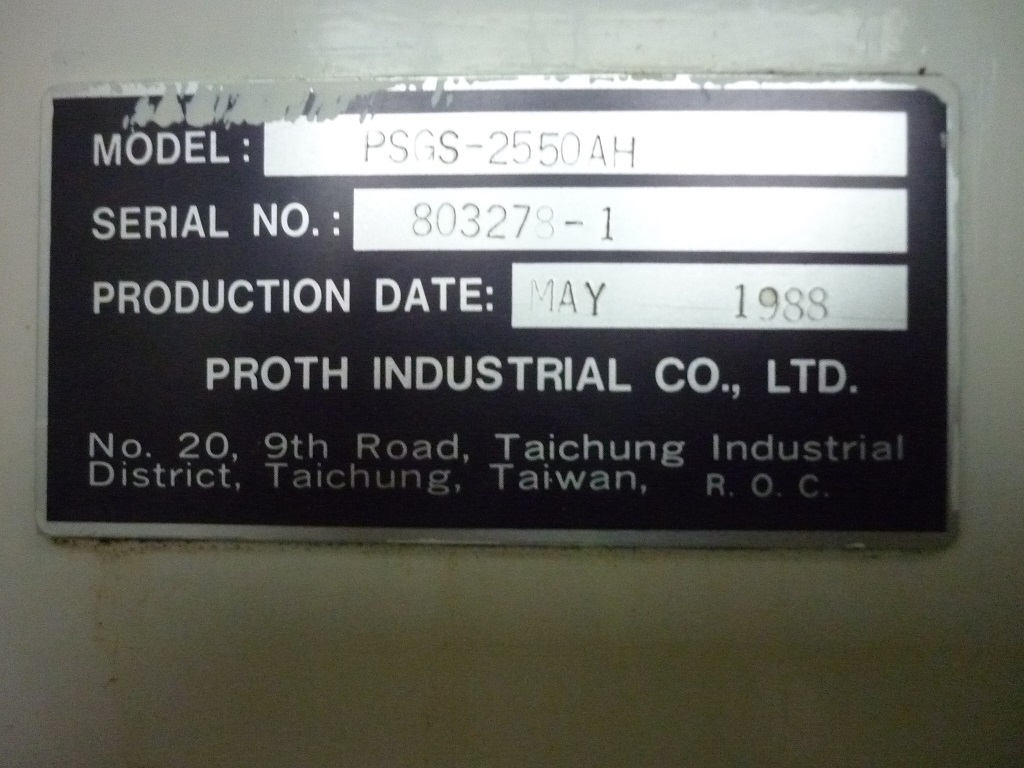 MODEL: PSGS-2550AH
SERIAL NO.: 803278-1
PRODUCTION DATE: MAY 1988
PROTH INDUSTRIAL CO., LTD.
No. 20, 9th Road, Taichung Industrial
District, Taichung, Taiwan, R. O. C.